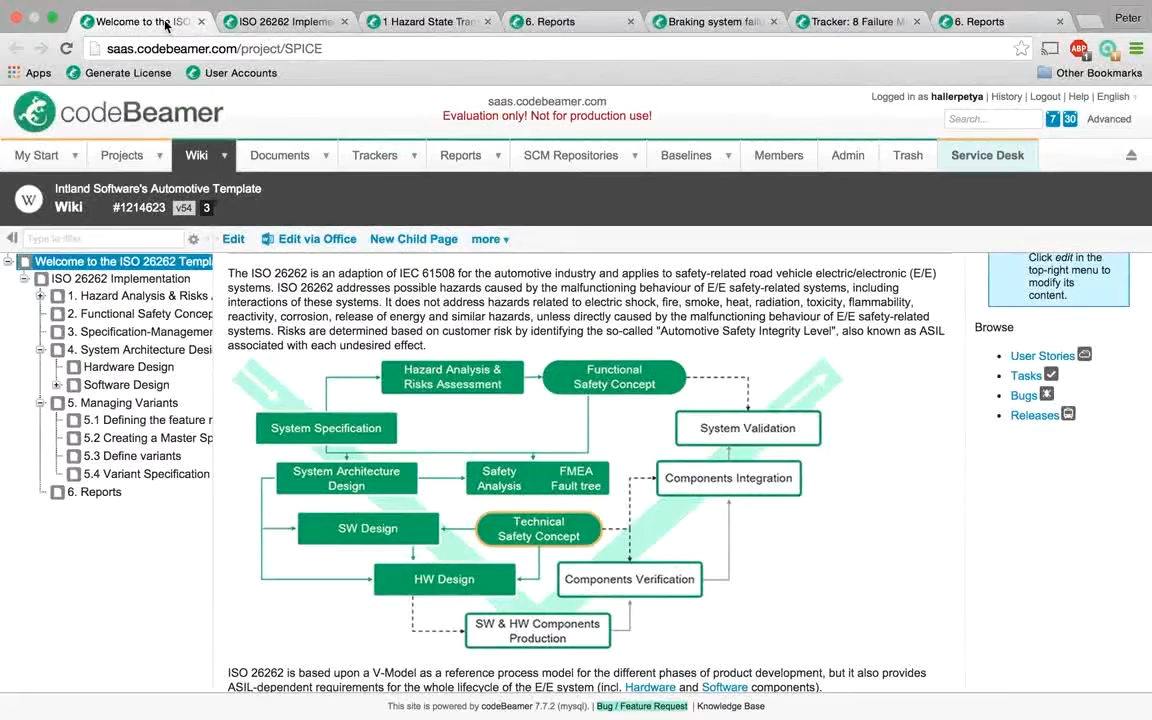 Welcome to the ISO
ISO 26262 Impleme
1 Hazard State Tran
6. Reports
Braking system fail
Tracker: 8 Failure M
6. Reports
Peter
saas.codebeamer.com/project/SPICE
ABP
1
1
Apps
Generate License
User Accounts
Other Bookmarks
codeBeamer
saas.codebeamer.com
Evaluation only! Not for production use!
Logged in as hallerpetya | History | Logout | Help | English
Search...
7 30 Advanced
My Start
Projects
Wiki
Documents
Trackers
Reports
SCM Repositories
Baselines
Members
Admin
Trash
Service Desk
W
Intland Software's Automotive Template
Wiki #1214623 v54 3
Type to filter
Edit
Edit via Office
New Child Page
more
Welcome to the ISO 26262 Templ
ISO 26262 Implementation
1. Hazard Analysis & Risks
2. Functional Safety Concep
3. Specification-Managemer
4. System Architecture Desi
Hardware Design
Software Design
5. Managing Variants
5.1 Defining the feature r
5.2 Creating a Master Sp
5.3 Define variants
5.4 Variant Specification
6. Reports
The ISO 26262 is an adaption of IEC 61508 for the automotive industry and applies to safety-related road vehicle electric/electronic (E/E)
systems. ISO 26262 addresses possible hazards caused by the malfunctioning behaviour of E/E safety-related systems, including
interactions of these systems. It does not address hazards related to electric shock, fire, smoke, heat, radiation, toxicity, flammability,
reactivity, corrosion, release of energy and similar hazards, unless directly caused by the malfunctioning behaviour of E/E safety-related
systems. Risks are determined based on customer risk by identifying the so-called "Automotive Safety Integrity Level", also known as ASIL
associated with each undesired effect.
Hazard Analysis &
Risks Assessment
Functional
Safety Concept
System Specification
System Validation
System Architecture
Design
Safety
Analysis
FMEA
Fault tree
Components Integration
SW Design
Technical
Safety Concept
HW Design
Components Verification
SW & HW Components
Production
ISO 26262 is based upon a V-Model as a reference process model for the different phases of product development, but it also provides
ASIL-dependent requirements for the whole lifecycle of the E/E system (incl. Hardware and Software components).
Click edit in the
top-right menu to
modify its
content.
Browse
User Stories
Tasks
Bugs
Releases
This site is powered by codeBeamer 7.7.2 (mysql). | Bug / Feature Request | Knowledge Base